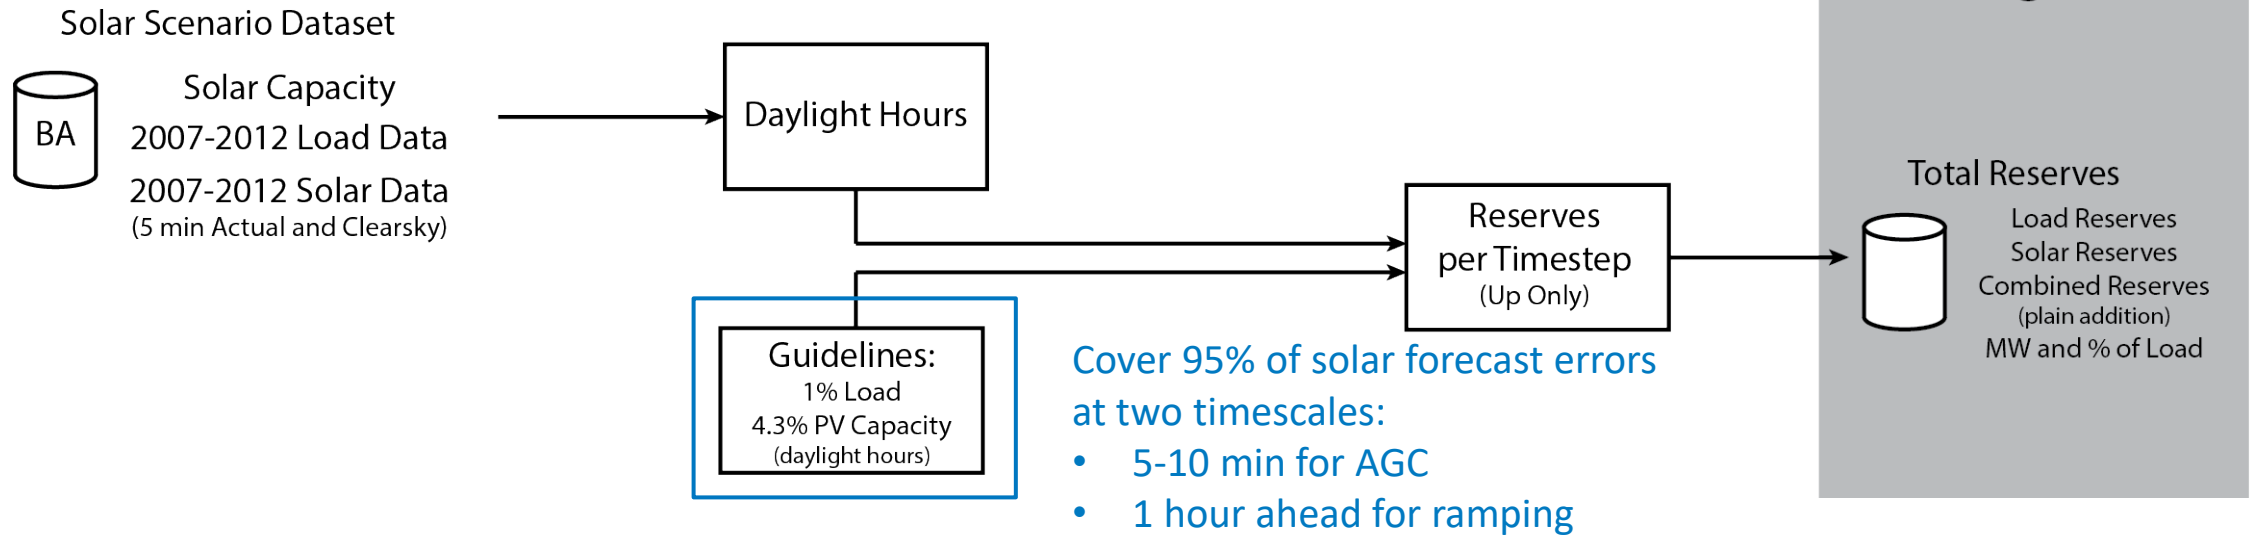 Solar Scenario Dataset
BA
Solar Capacity
2007-2012 Load Data
2007-2012 Solar Data
(5 min Actual and Clearsky)
Daylight Hours
Guidelines:
1% Load
4.3% PV Capacity
(daylight hours)
Reserves
per Timestep
(Up Only)
Cover 95% of solar forecast errors
at two timescales:
• 5-10 min for AGC
• 1 hour ahead for ramping
Total Reserves
Load Reserves
Solar Reserves
Combined Reserves
(plain addition)
MW and % of Load